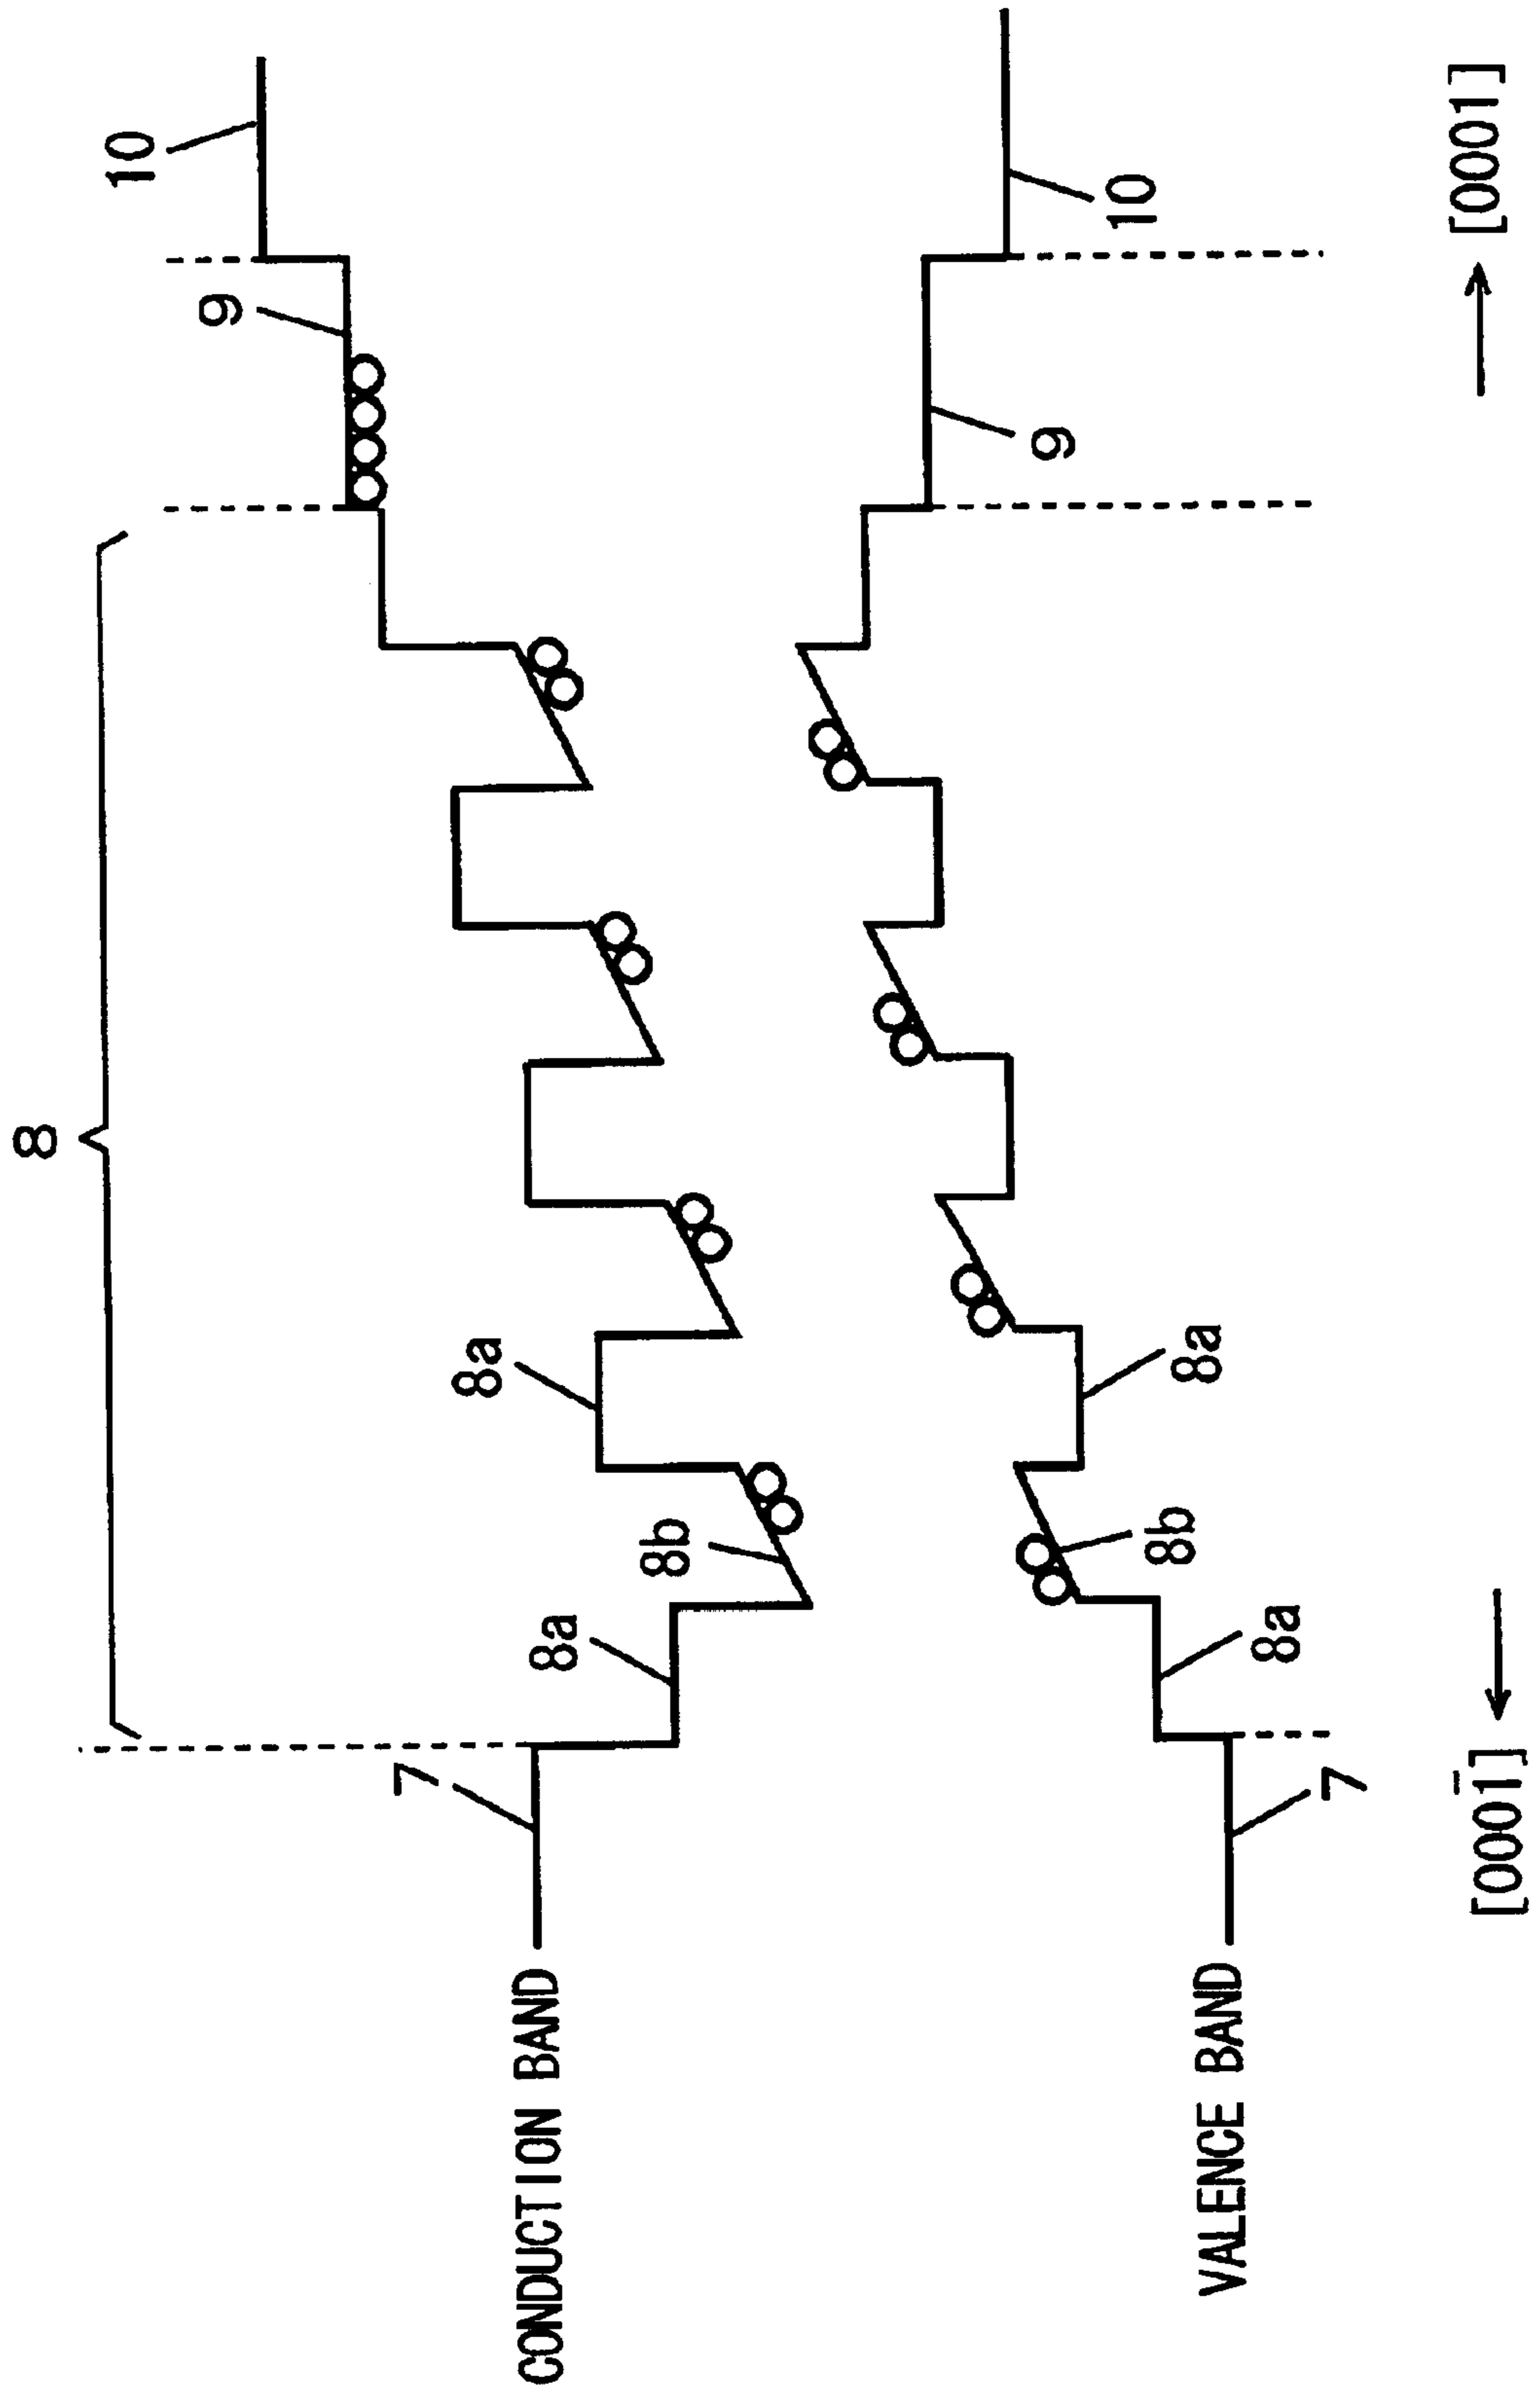 8
10
9
8a
8b
8a
7
CONDUCTION BAND
10
9
8a
8b
8a
7
VALENCE BAND
[0001̄]
[0001]